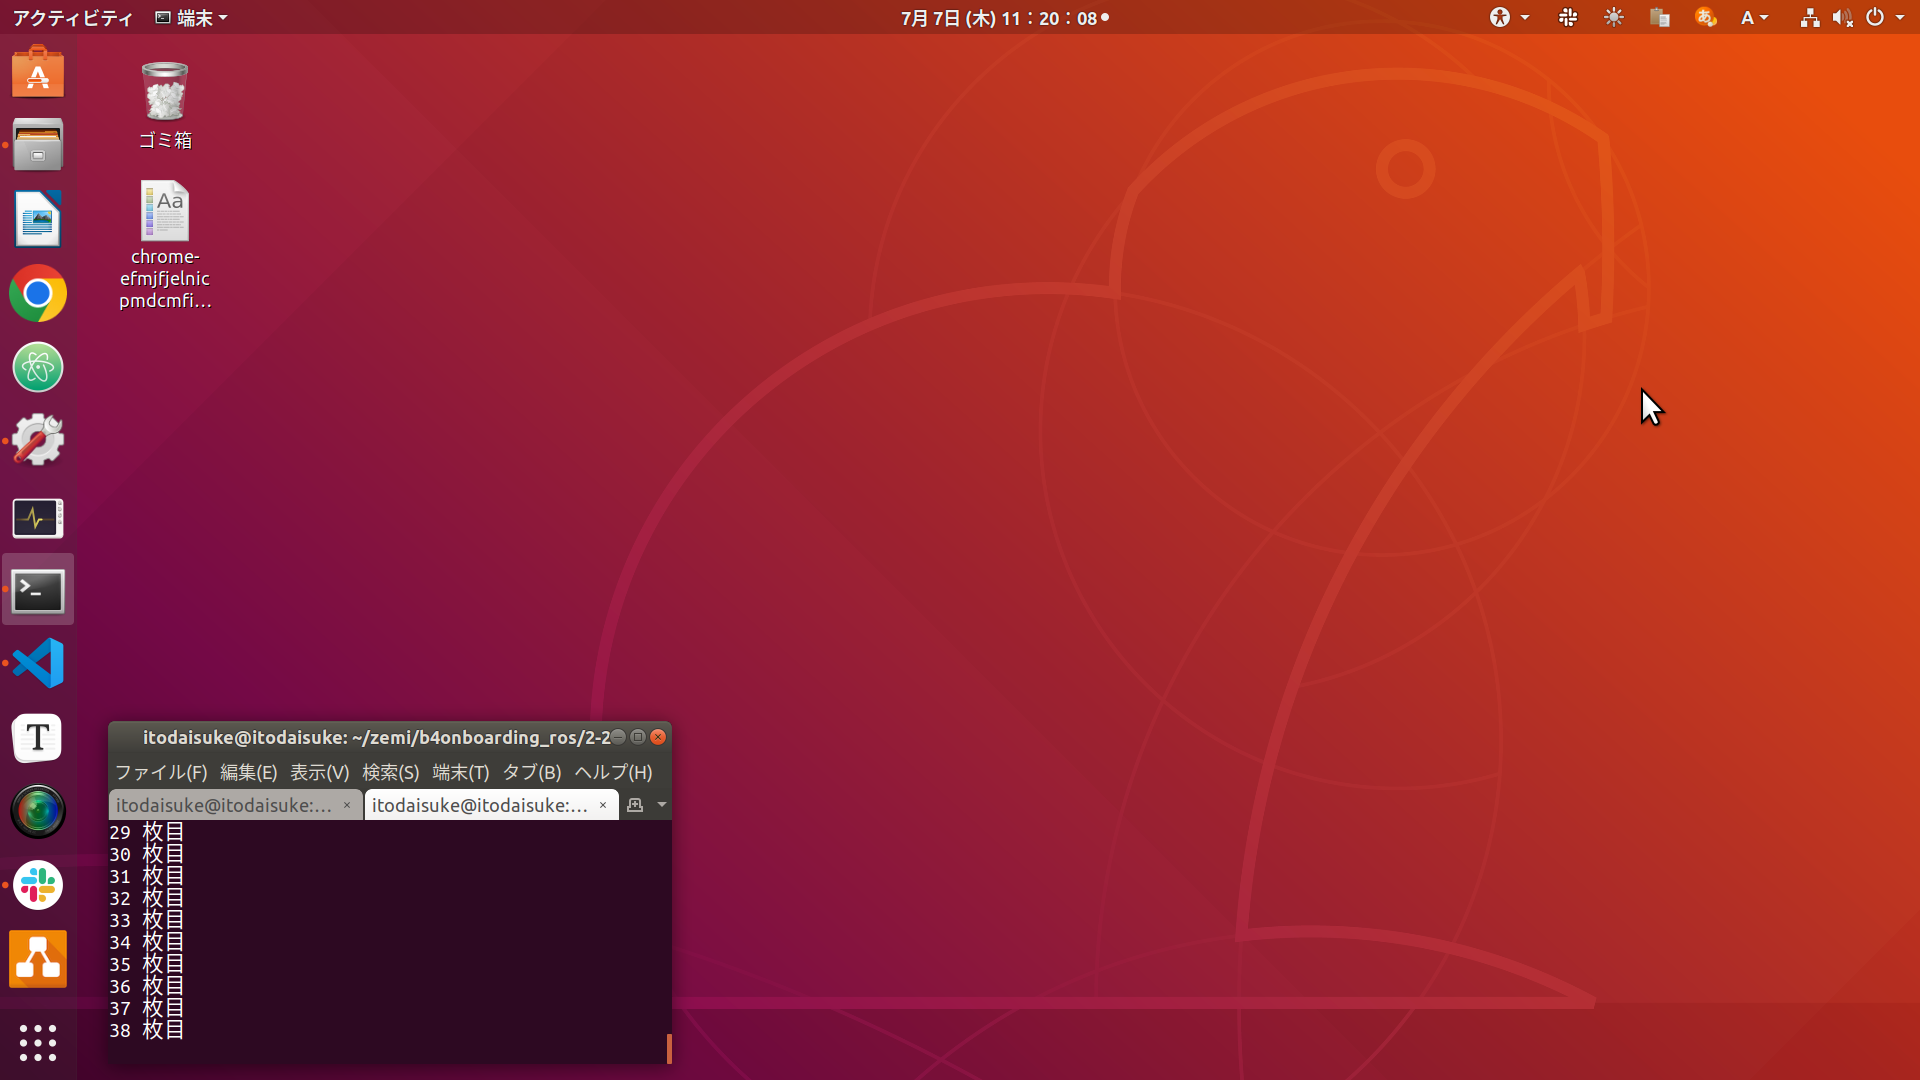 アクティビティ 端末 7月 7日 (木) 11：20：08 あ A
ゴミ箱
Aa
chrome-
efmjfjelnic
pmdcmfi…
T
itodaisuke@itodaisuke: ~/zemi/b4onboarding_ros/2-2
ファイル(F) 編集(E) 表示(V) 検索(S) 端末(T) タブ(B) ヘルプ(H)
itodaisuke@itodaisuke:… × itodaisuke@itodaisuke:… ×
29 枚目
30 枚目
31 枚目
32 枚目
33 枚目
34 枚目
35 枚目
36 枚目
37 枚目
38 枚目